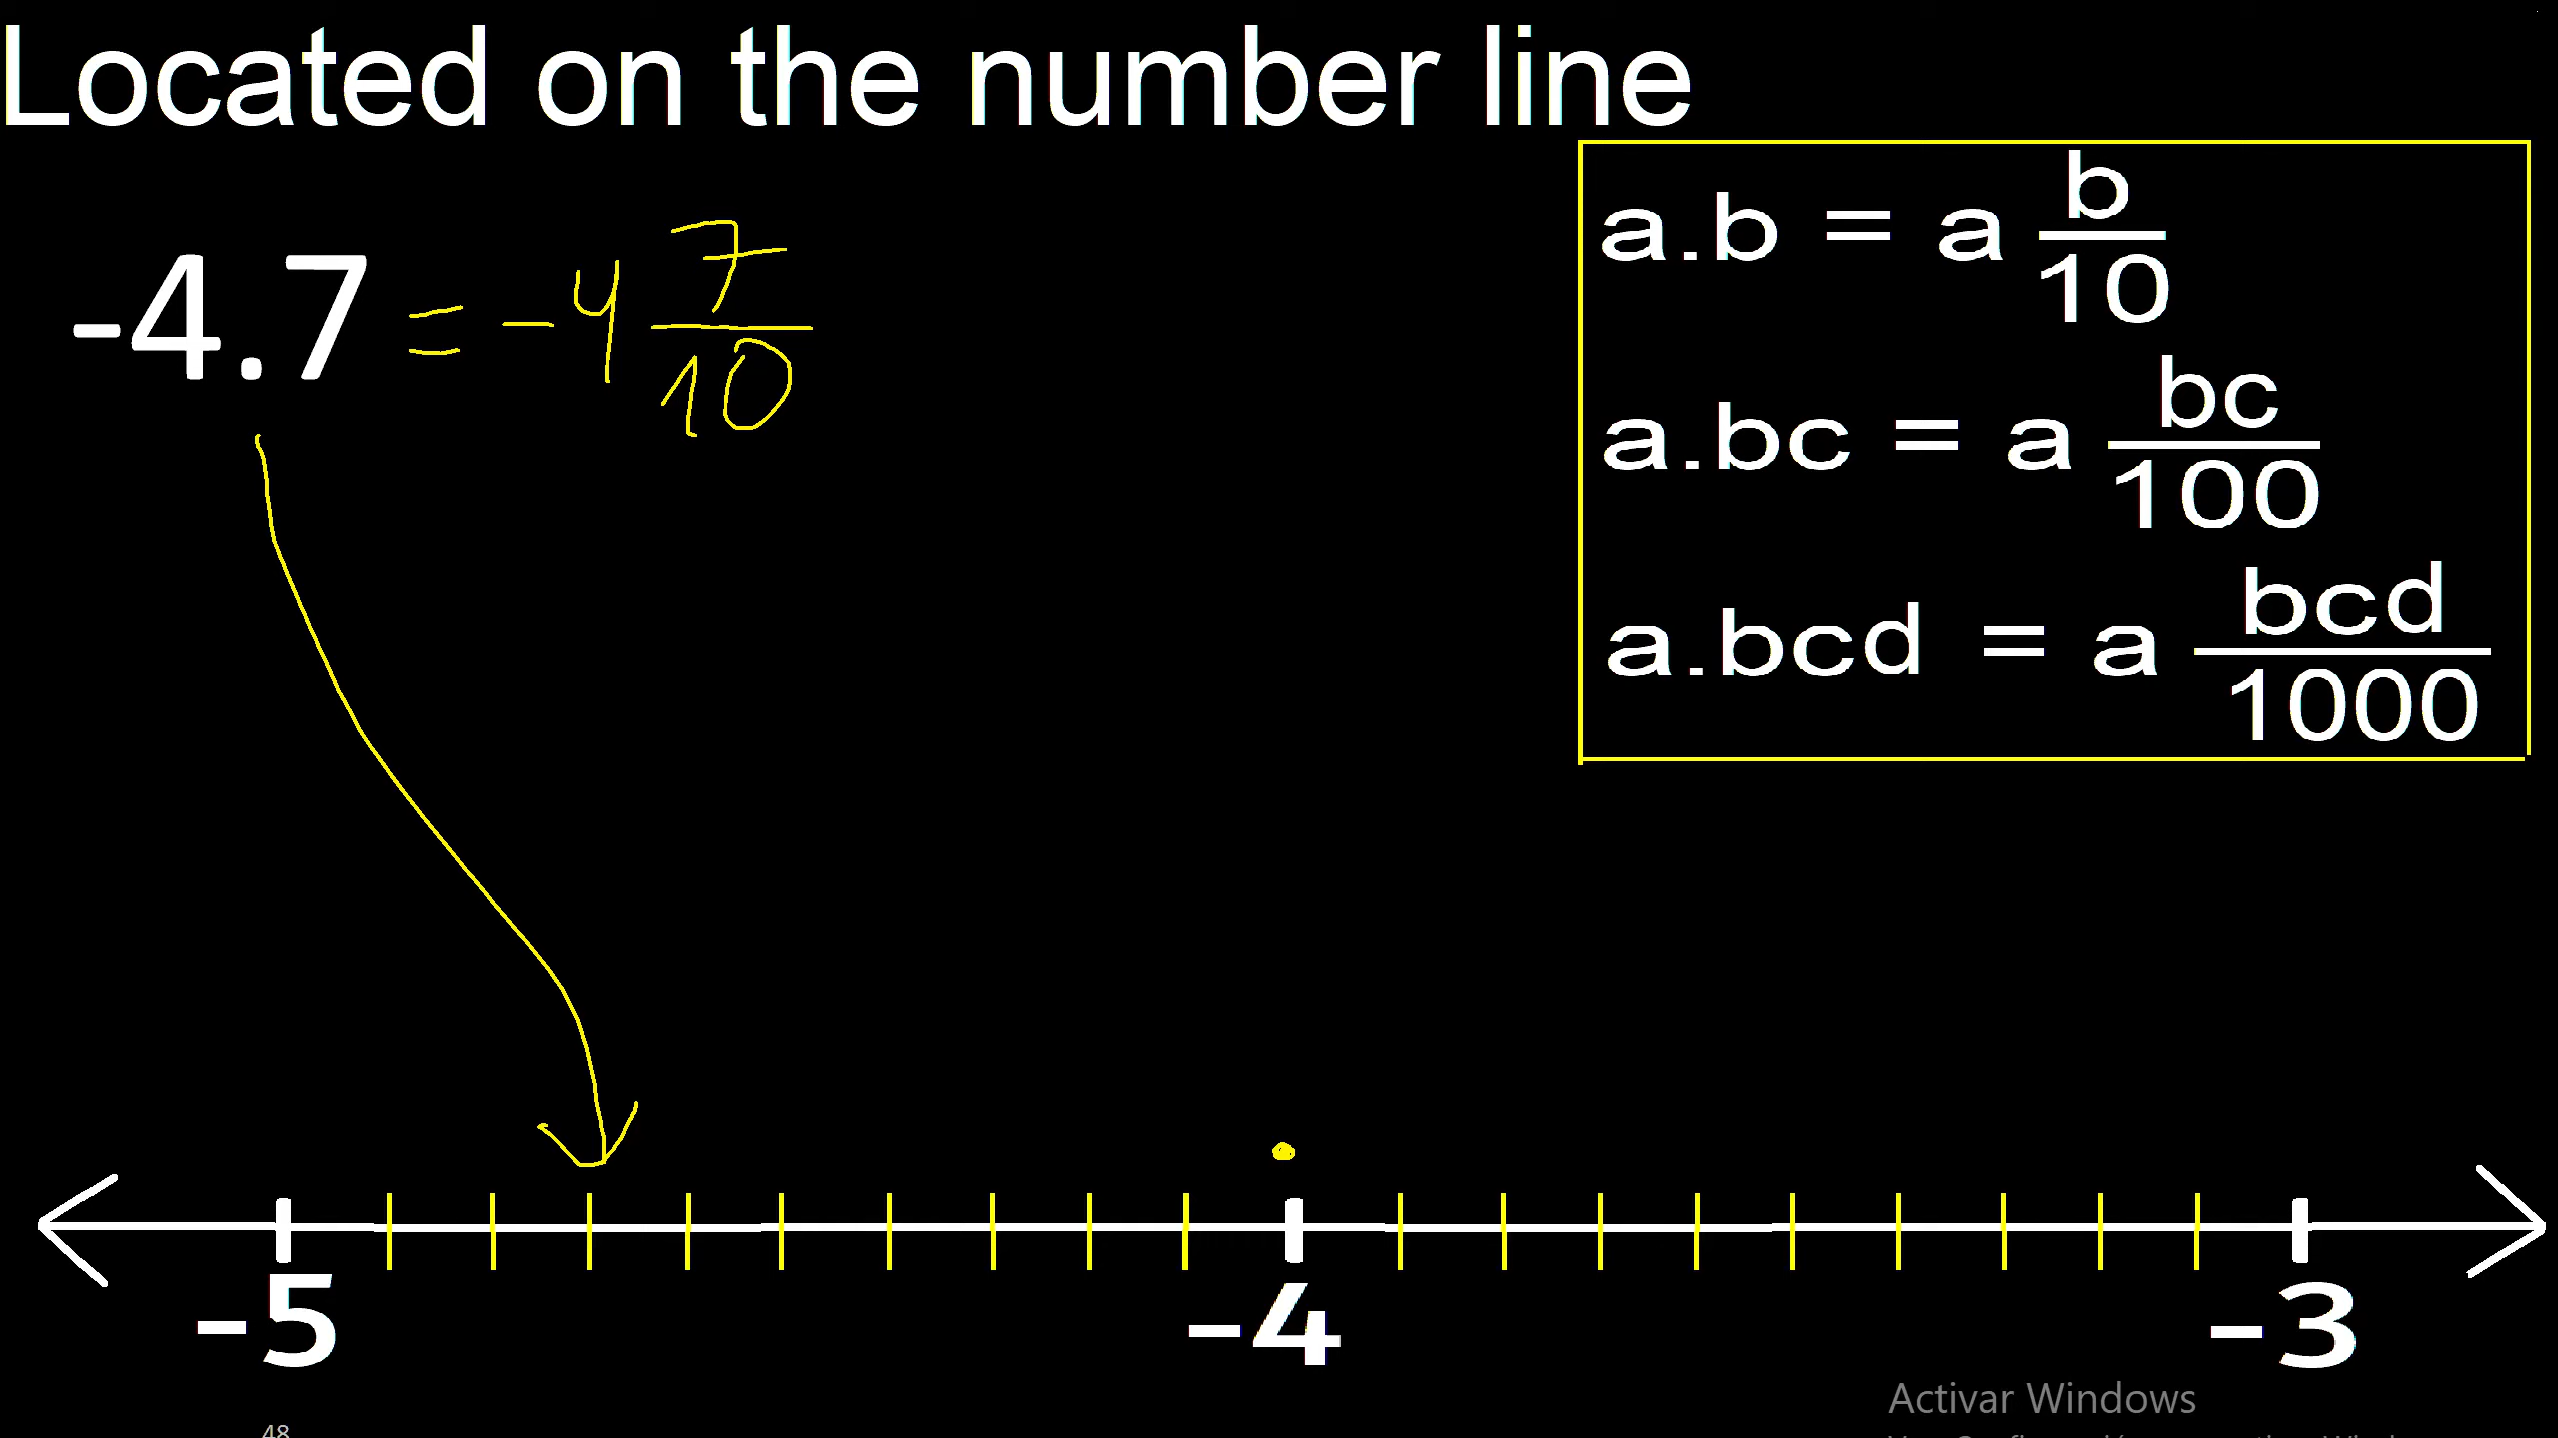 Located on the number line
-4.7 = -4 7/10
a.b = a b/10
a.bc = a bc/100
a.bcd = a bcd/1000
-5 -4 -3
Activar Windows
48